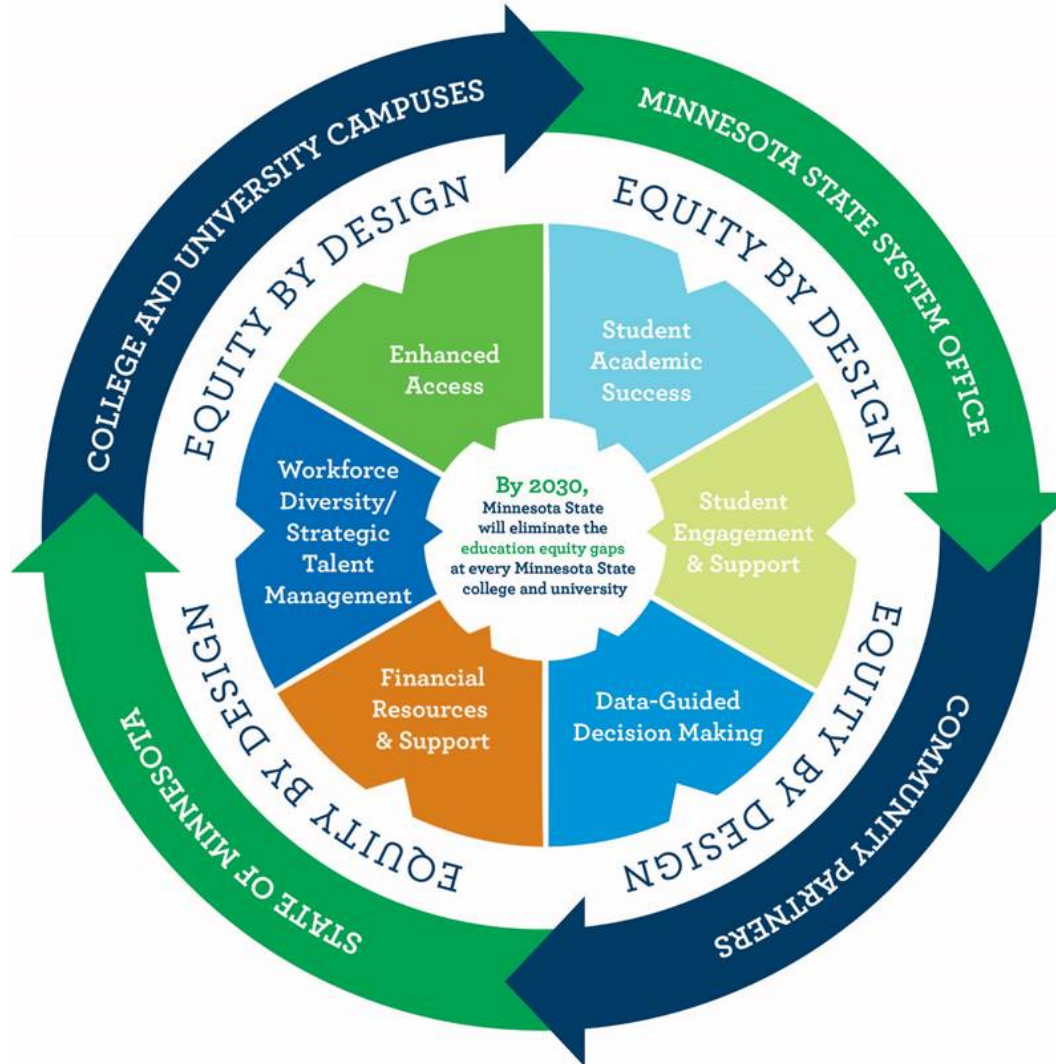 COLLEGE AND UNIVERSITY CAMPUSES
MINNESOTA STATE SYSTEM OFFICE
COMMUNITY PARTNERS
STATE OF MINNESOTA
EQUITY BY DESIGN
EQUITY BY DESIGN
EQUITY BY DESIGN
EQUITY BY DESIGN
Enhanced
Access
Student
Academic
Success
Student
Engagement
& Support
Data-Guided
Decision Making
Financial
Resources
& Support
Workforce
Diversity/
Strategic
Talent
Management
By 2030,
Minnesota State
will eliminate the
education equity gaps
at every Minnesota State
college and university